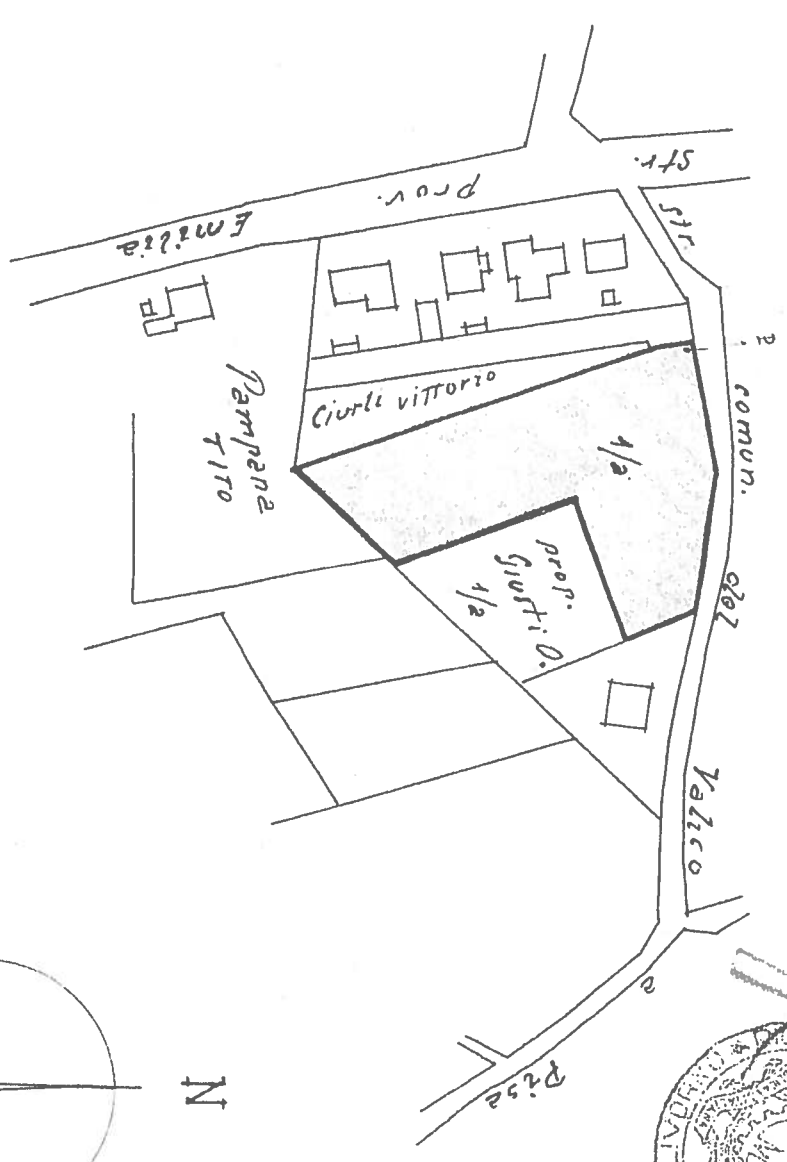 Str. Prov. Emilia
Str. comun. del Valico
a Pisa
Ciurli Vittorio
Pampana
TITO
1/a
prop.
Giusti O.
1/2
N